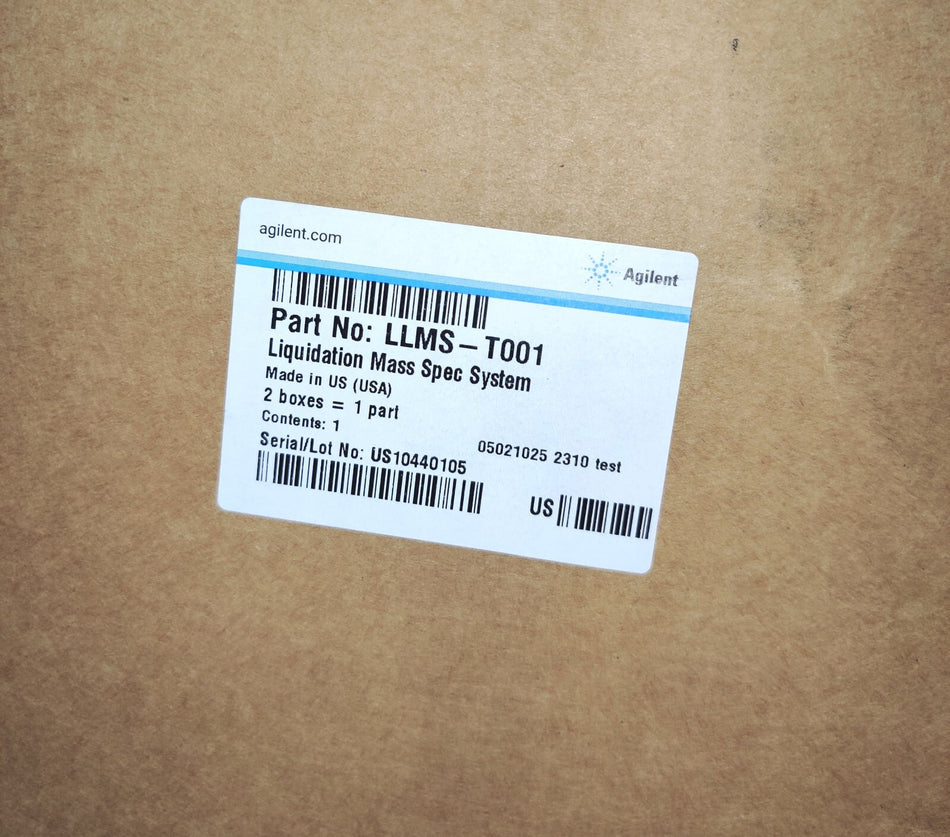 agilent.com
Agilent
Part No: LLMS – T001
Liquidation Mass Spec System
Made in US (USA)
2 boxes = 1 part
Contents: 1
05021025 2310 test
Serial/Lot No: US10440105
US